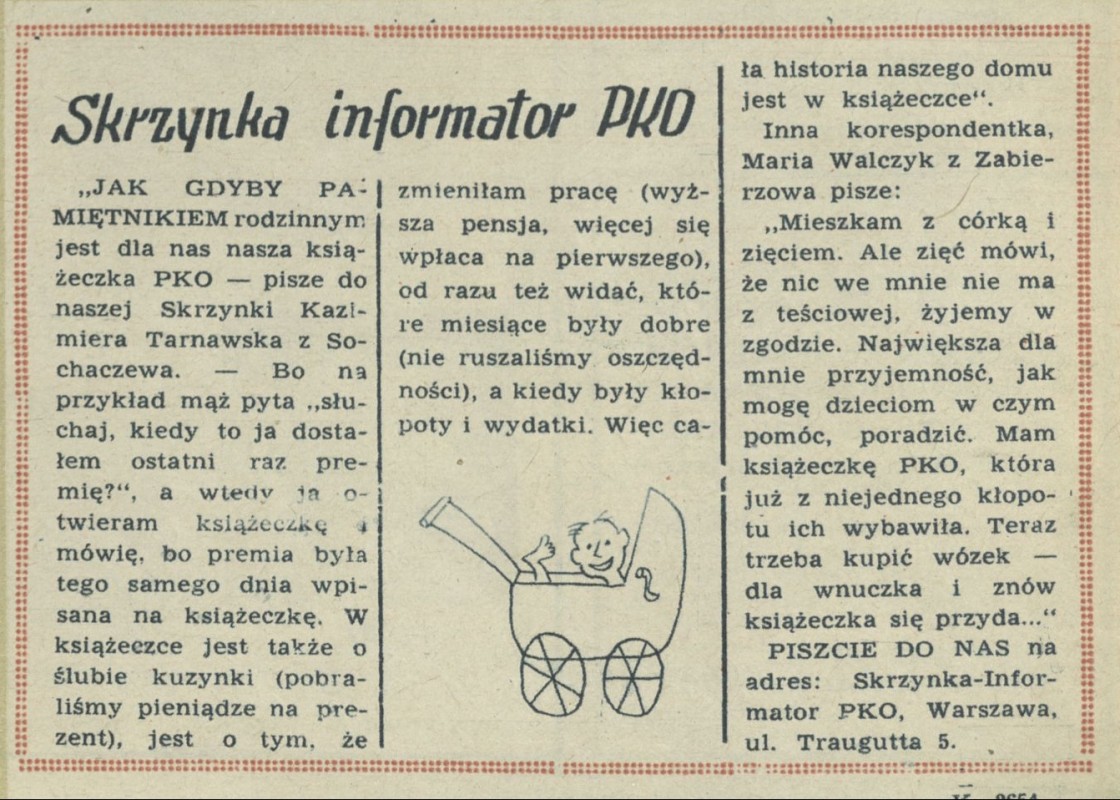 Skrzynka informator PKO
„JAK GDYBY PA-
MIĘTNIKIEM rodzinnym
jest dla nas nasza ksią-
żeczka PKO — pisze do
naszej Skrzynki Kazi-
miera Tarnawska z So-
chaczewa. — Bo na
przykład mąż pyta „słu-
chaj, kiedy to ja dosta-
łem ostatni raz pre-
mię?“, a wtedy ja o-
twieram książeczkę i
mówię, bo premia była
tego samego dnia wpi-
sana na książeczkę. W
książeczce jest także o
ślubie kuzynki (pobra-
liśmy pieniądze na pre-
zent), jest o tym, że
zmieniłam pracę (wyż-
sza pensja, więcej się
wpłaca na pierwszego),
od razu też widać, któ-
re miesiące były dobre
(nie ruszaliśmy oszczęd-
ności), a kiedy były kło-
poty i wydatki. Więc ca-
ła historia naszego domu
jest w książeczce“.
Inna korespondentka,
Maria Walczyk z Zabie-
rzowa pisze:
„Mieszkam z córką i
zięciem. Ale zięć mówi,
że nic we mnie nie ma
z teściowej, żyjemy w
zgodzie. Największa dla
mnie przyjemność, jak
mogę dzieciom w czym
pomóc, poradzić. Mam
książeczkę PKO, która
już z niejednego kłopo-
tu ich wybawiła. Teraz
trzeba kupić wózek —
dla wnuczka i znów
książeczka się przyda...“
PISZCIE DO NAS na
adres: Skrzynka-Infor-
mator PKO, Warszawa,
ul. Traugutta 5.